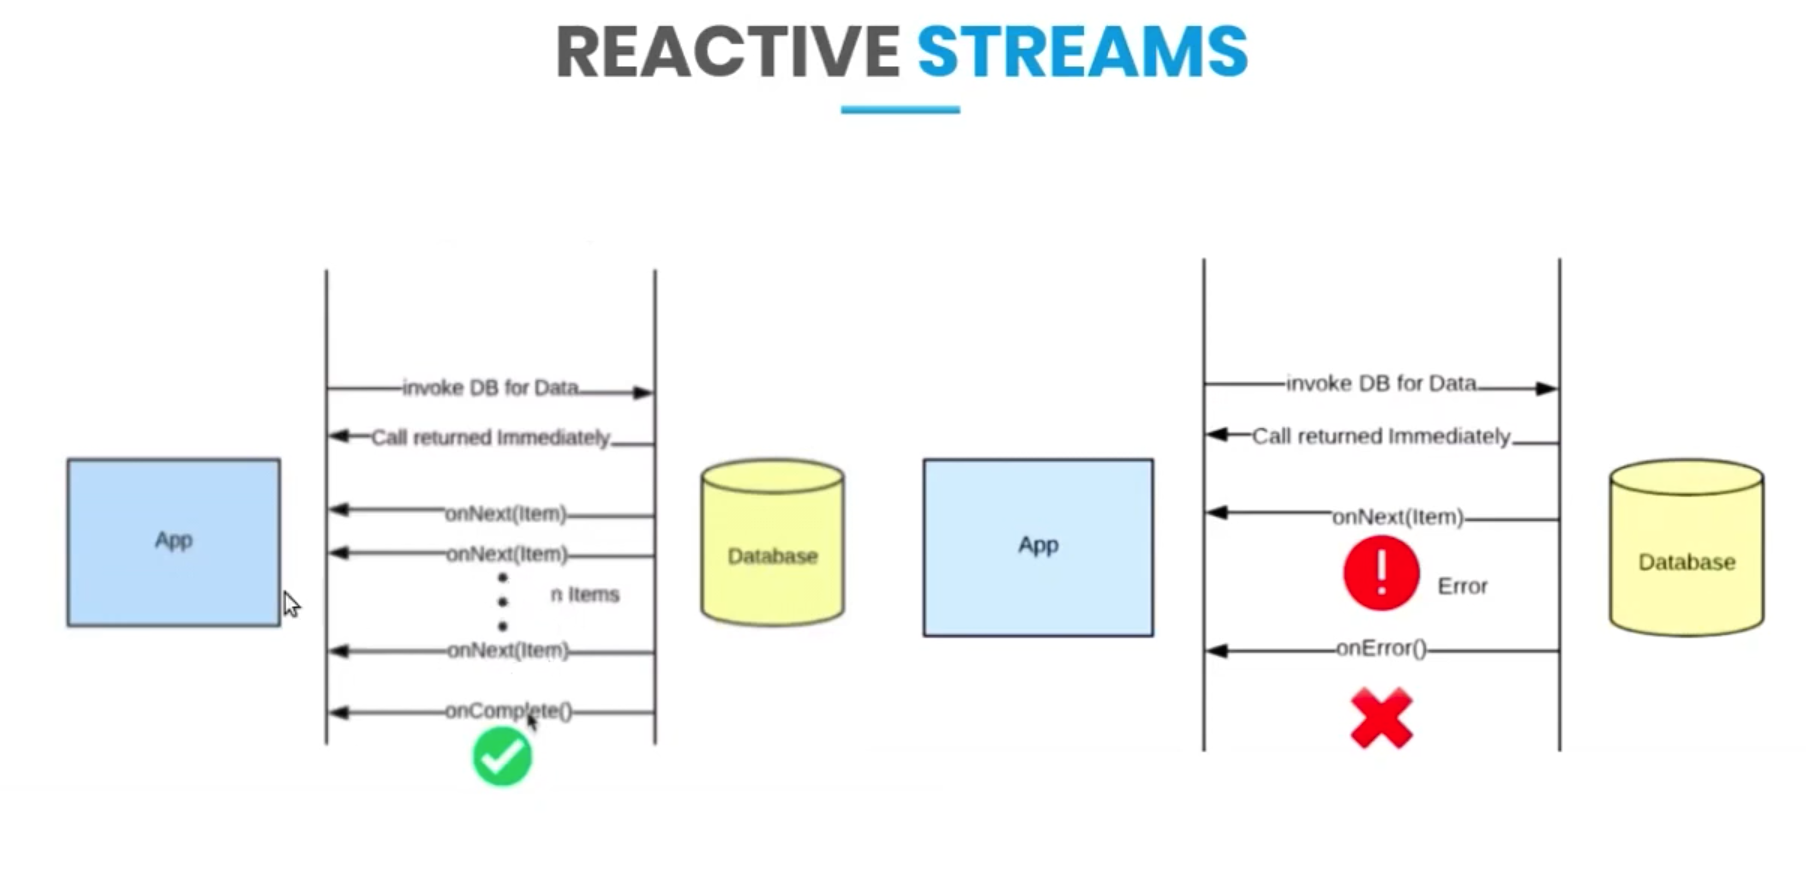 REACTIVE STREAMS
invoke DB for Data
Call returned Immediately
onNext(Item)
onNext(Item)
n Items
onNext(Item)
onComplete()
App
Database
invoke DB for Data
Call returned Immediately
onNext(Item)
Error
onError()
App
Database